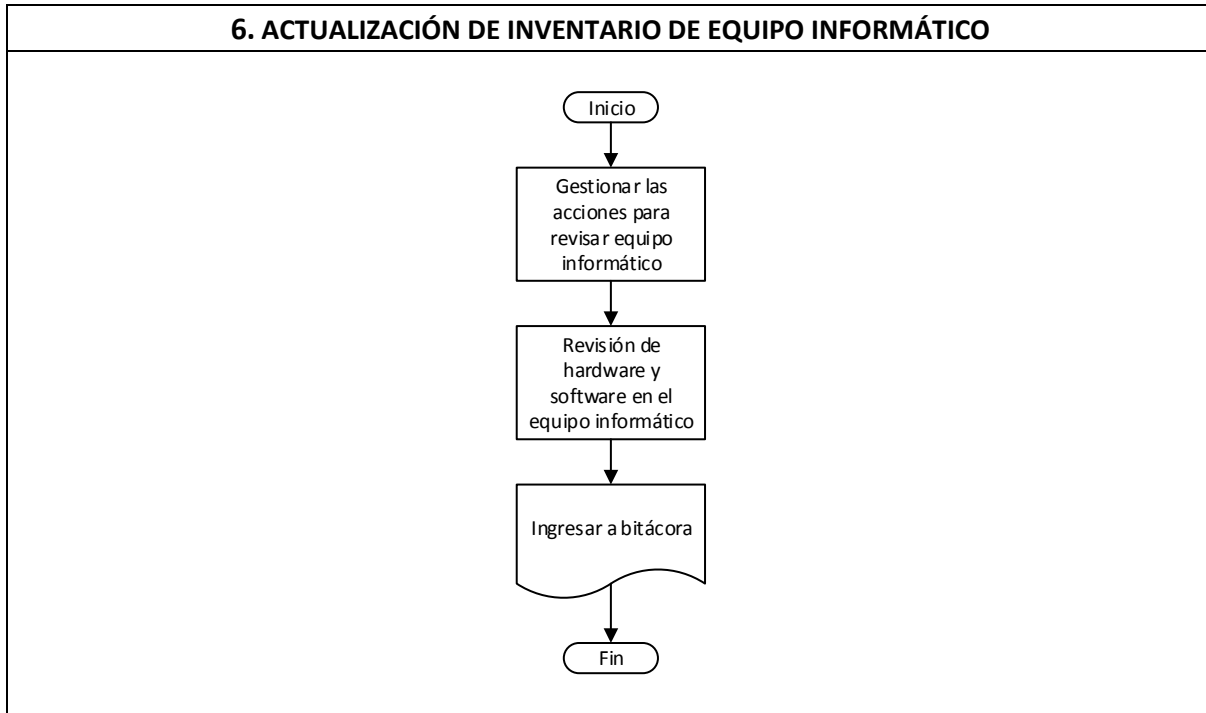 6. ACTUALIZACIÓN DE INVENTARIO DE EQUIPO INFORMÁTICO
Inicio
Gestionar las
acciones para
revisar equipo
informático
Revisión de
hardware y
software en el
equipo informático
Ingresar a bitácora
Fin